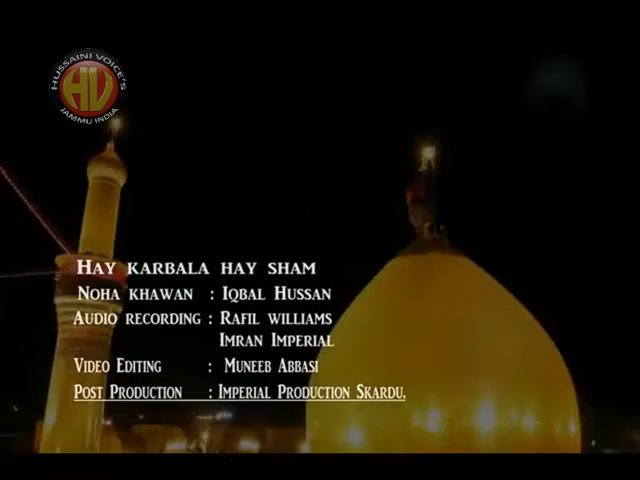 HUSSAINI VOICE'S
HV
JAMMU INDIA
HAY KARBALA HAY SHAM
NOHA KHAWAN : IQBAL HUSSAN
AUDIO RECORDING : RAFIL WILLIAMS
IMRAN IMPERIAL
VIDEO EDITING : MUNEEB ABBASI
POST PRODUCTION : IMPERIAL PRODUCTION SKARDU.